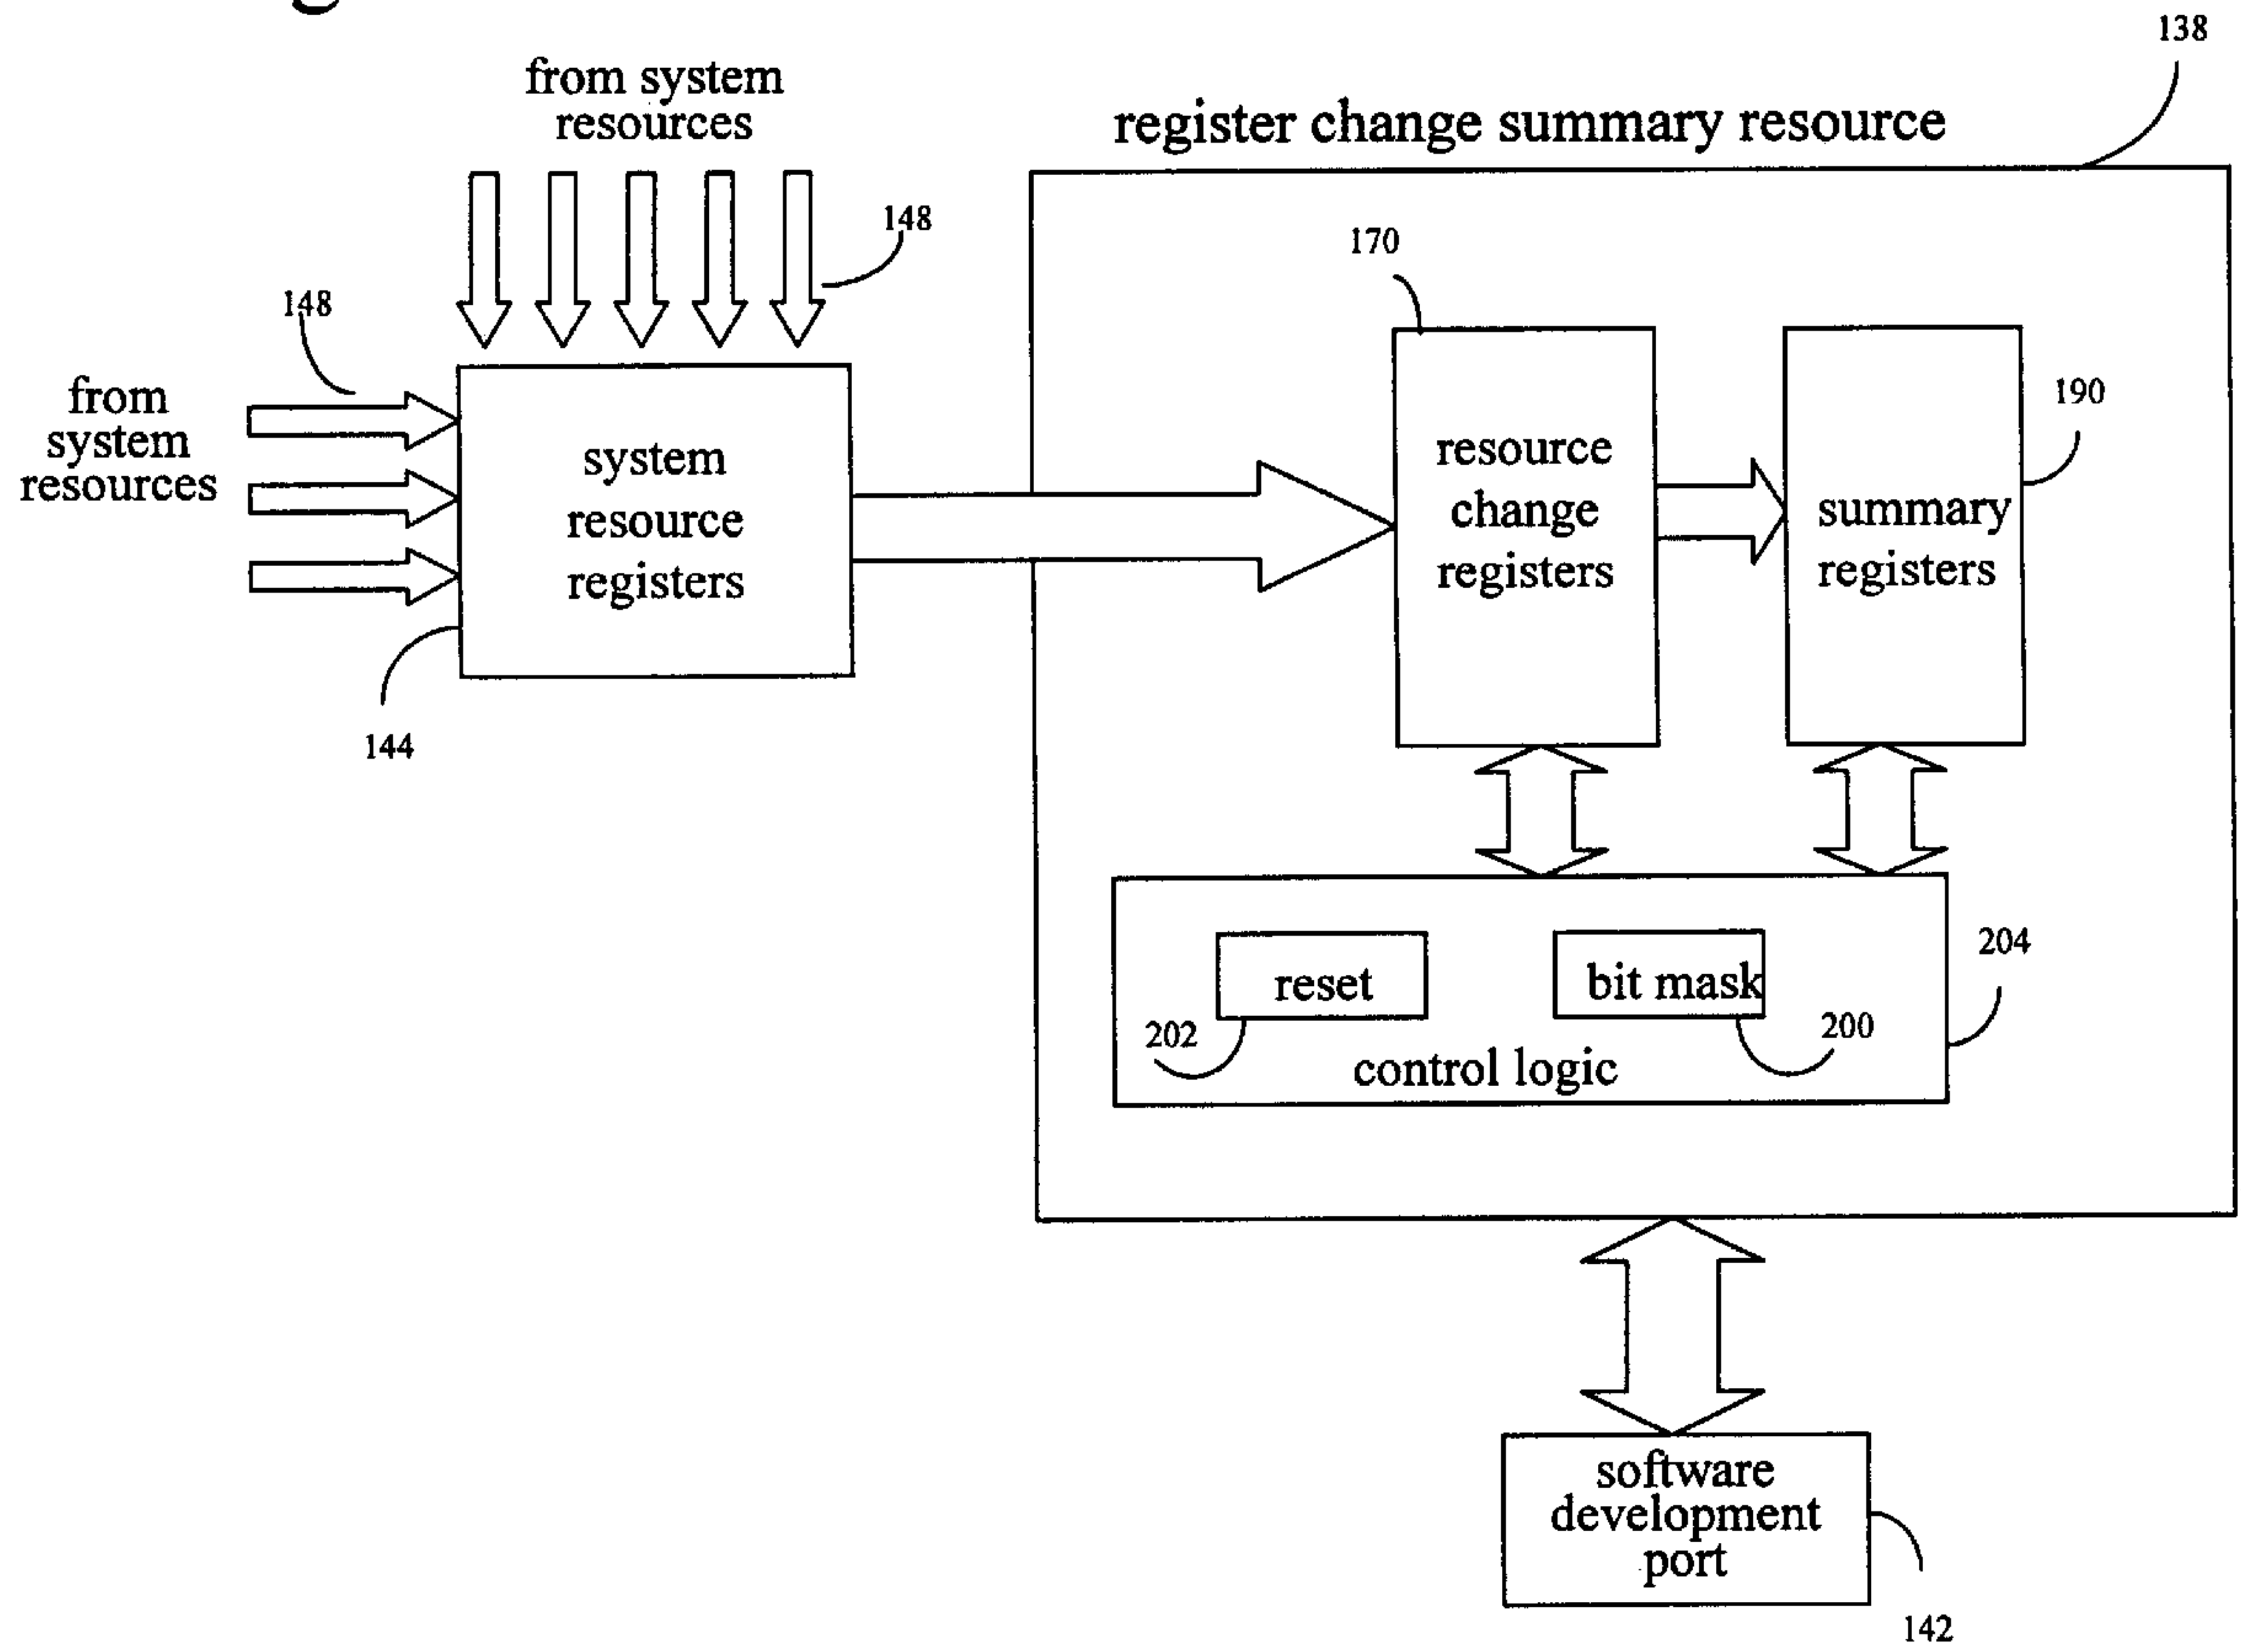 138
from system
resources
register change summary resource
148
170
148
from
system
resources
190
system
resource
registers
resource
change
registers
summary
registers
144
204
reset
bit mask
202
200
control logic
software
development
port
142